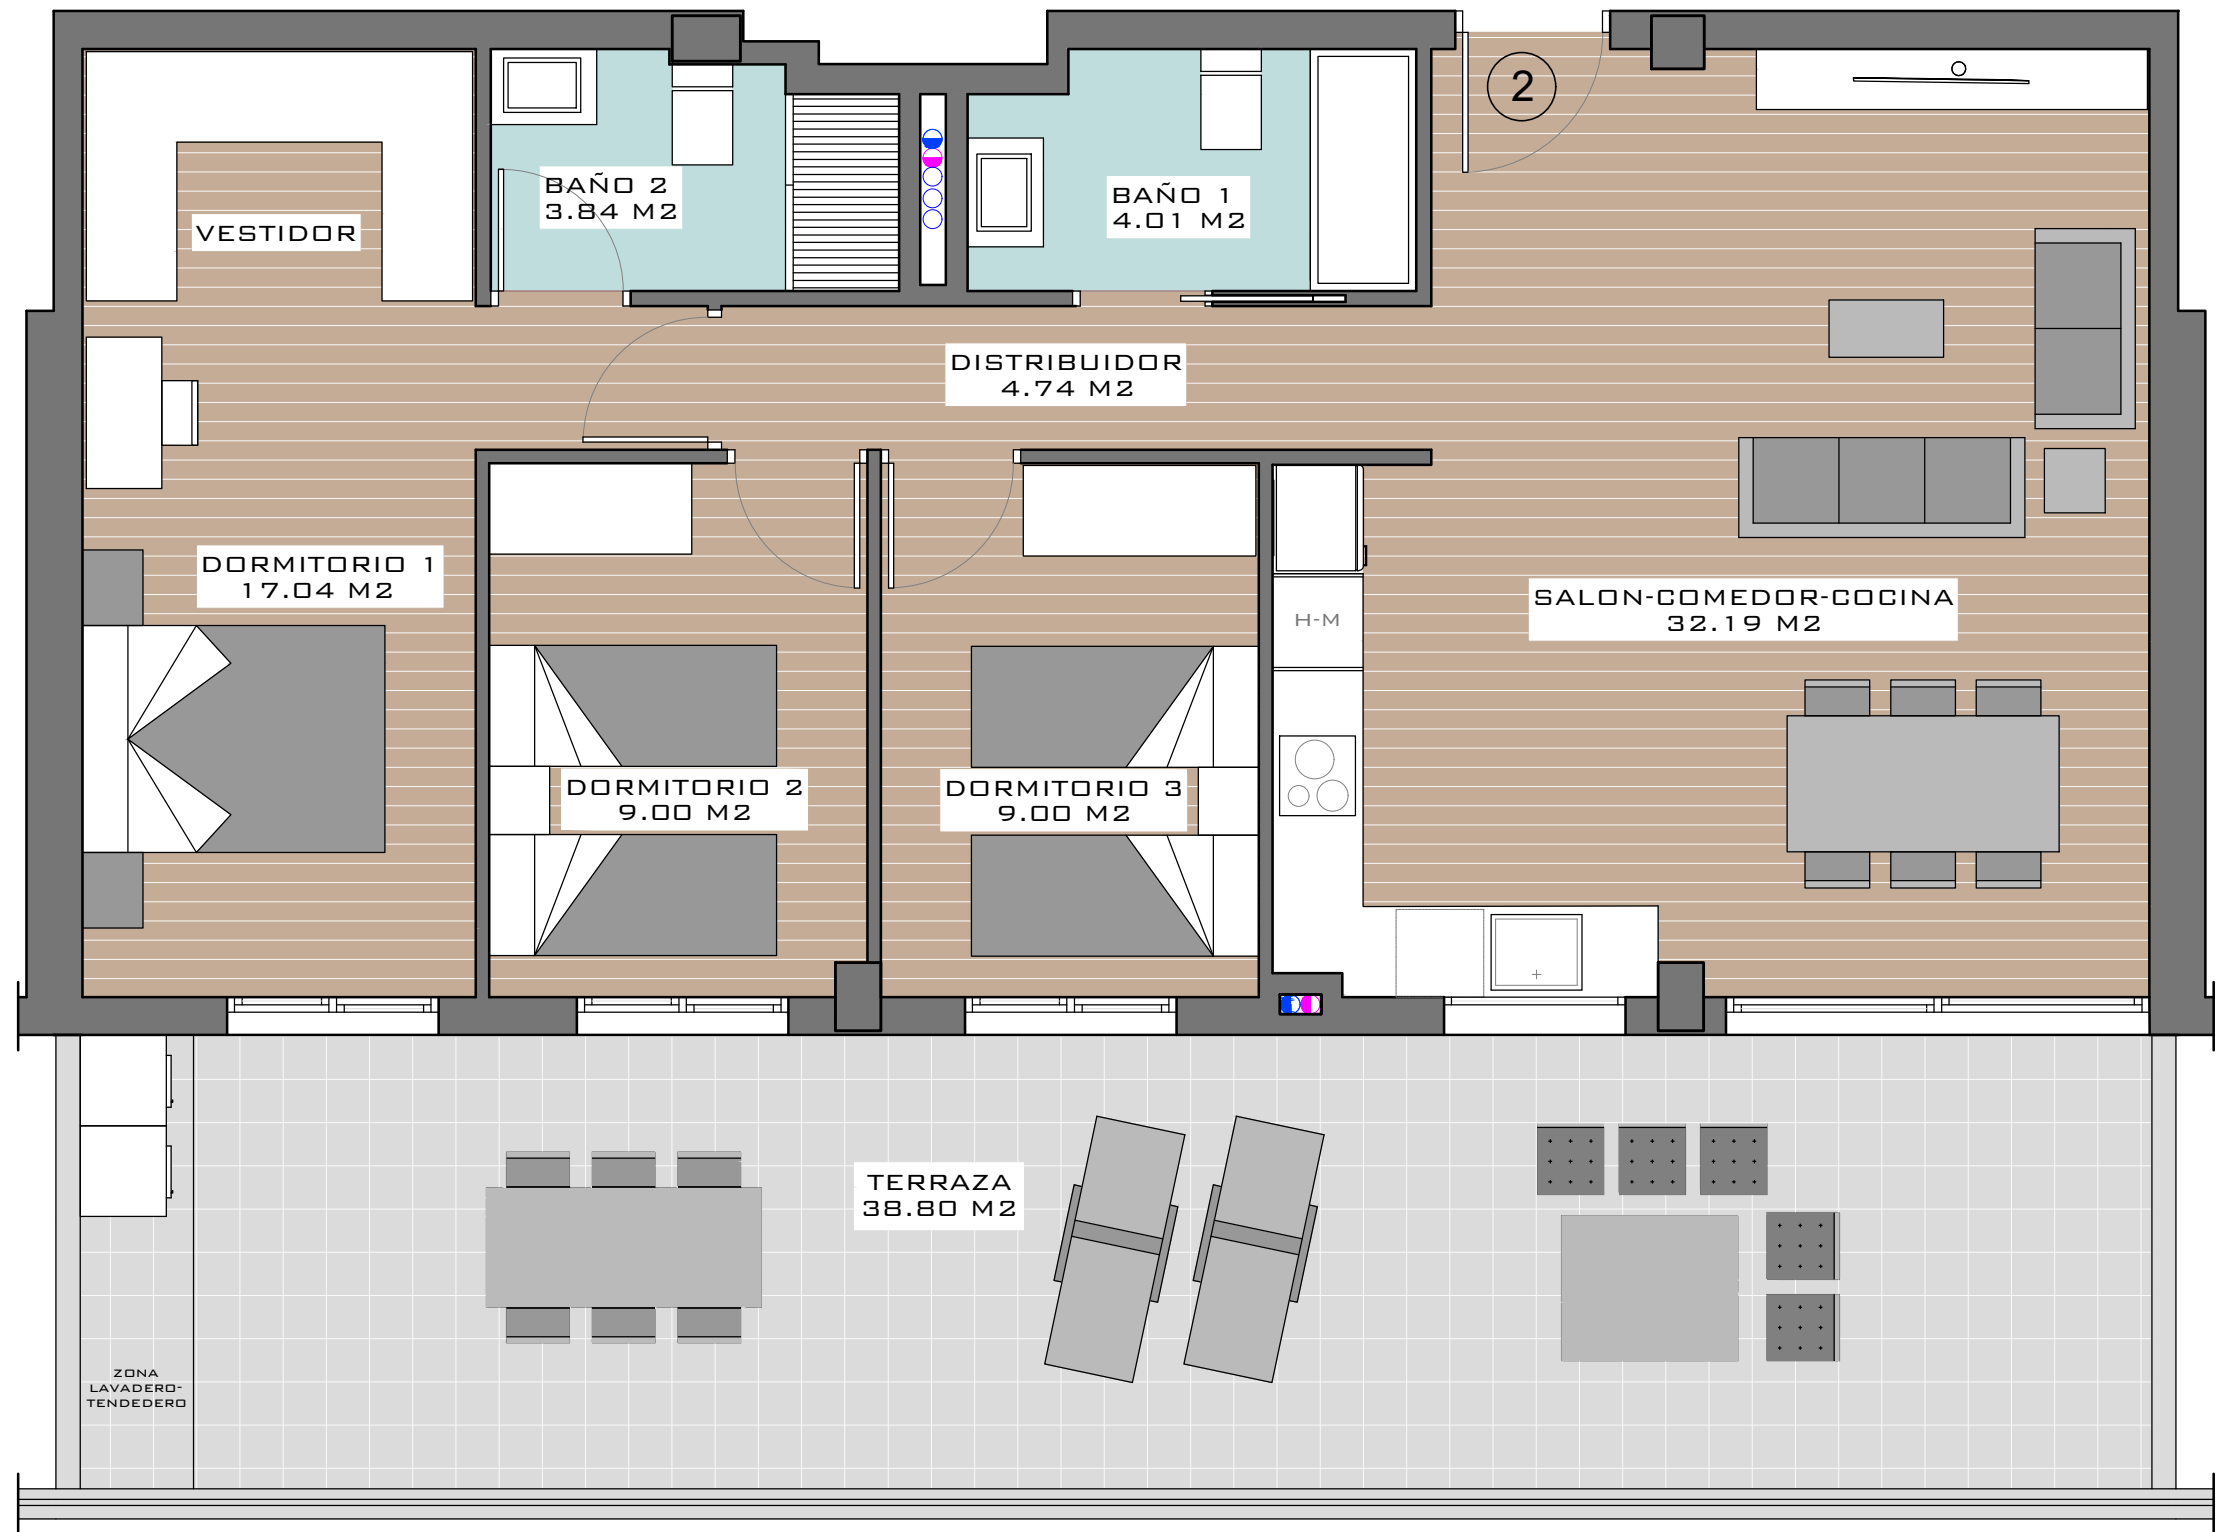 2
BAÑO 2
3.84 M2
BAÑO 1
4.01 M2
VESTIDOR
DISTRIBUIDOR
4.74 M2
DORMITORIO 1
17.04 M2
SALON-COMEDOR-COCINA
32.19 M2
H-M
DORMITORIO 2
9.00 M2
DORMITORIO 3
9.00 M2
TERRAZA
38.80 M2
ZONA
LAVADERO-
TENDEDERO